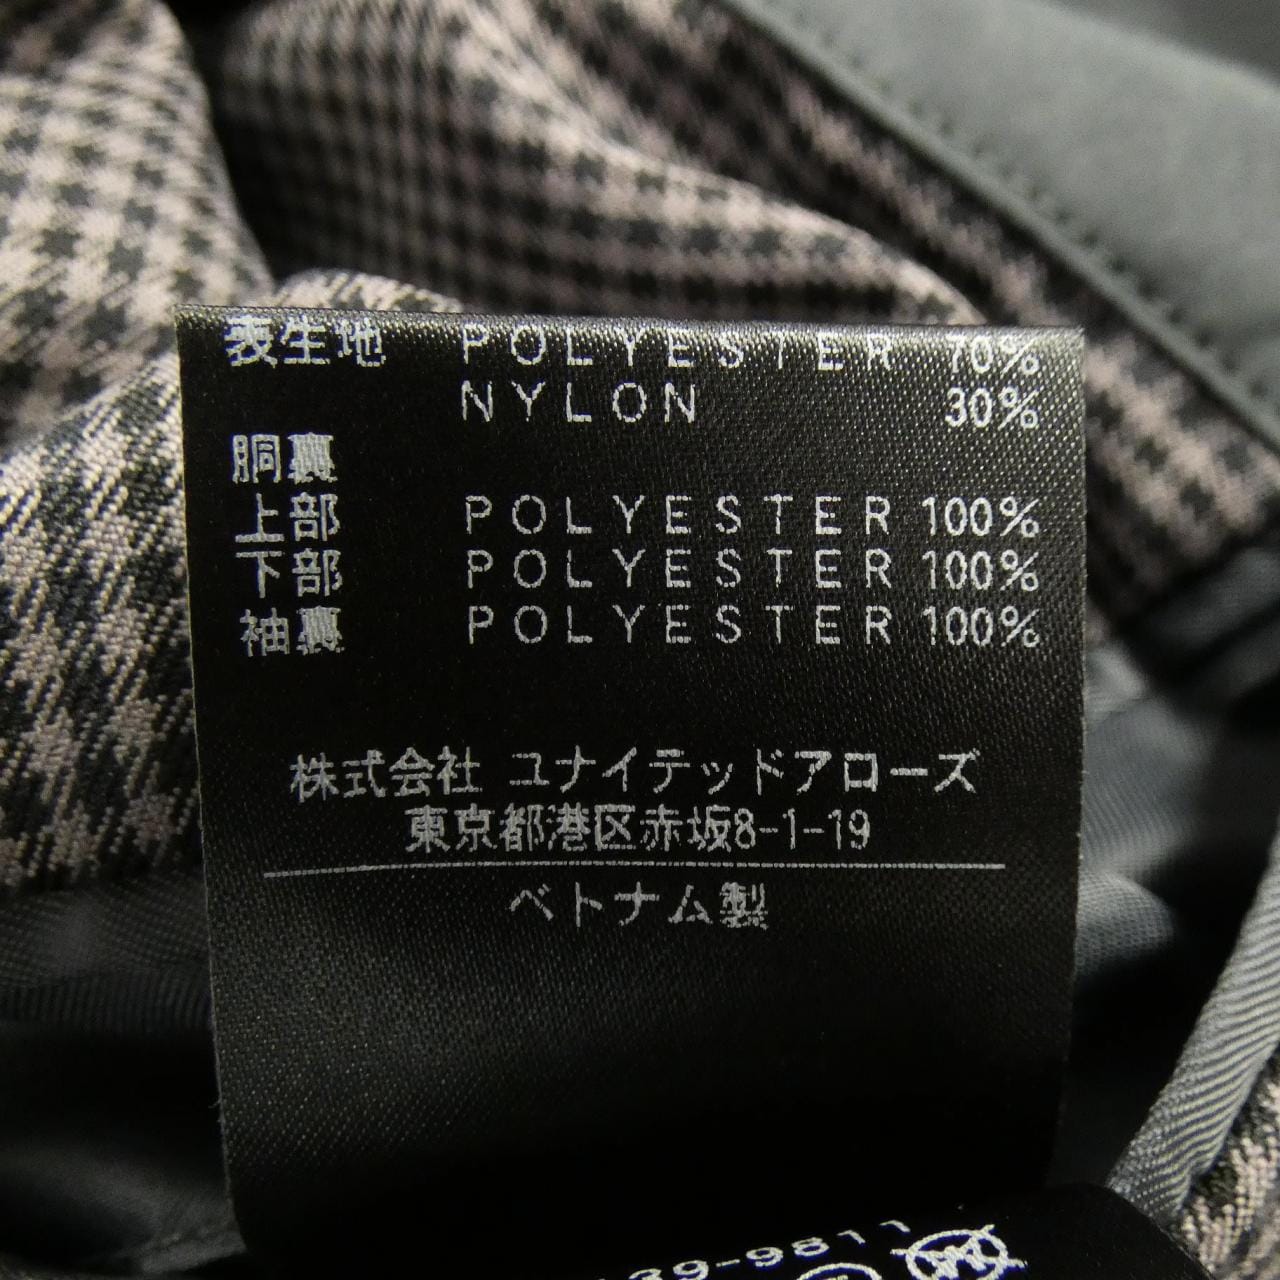 表生地 POLYESTER 70%
NYLON 30%
胴裏
上部 POLYESTER 100%
下部 POLYESTER 100%
袖裏 POLYESTER 100%
株式会社 ユナイテッドアローズ
東京都港区赤坂8-1-19
ベトナム製
39-9811